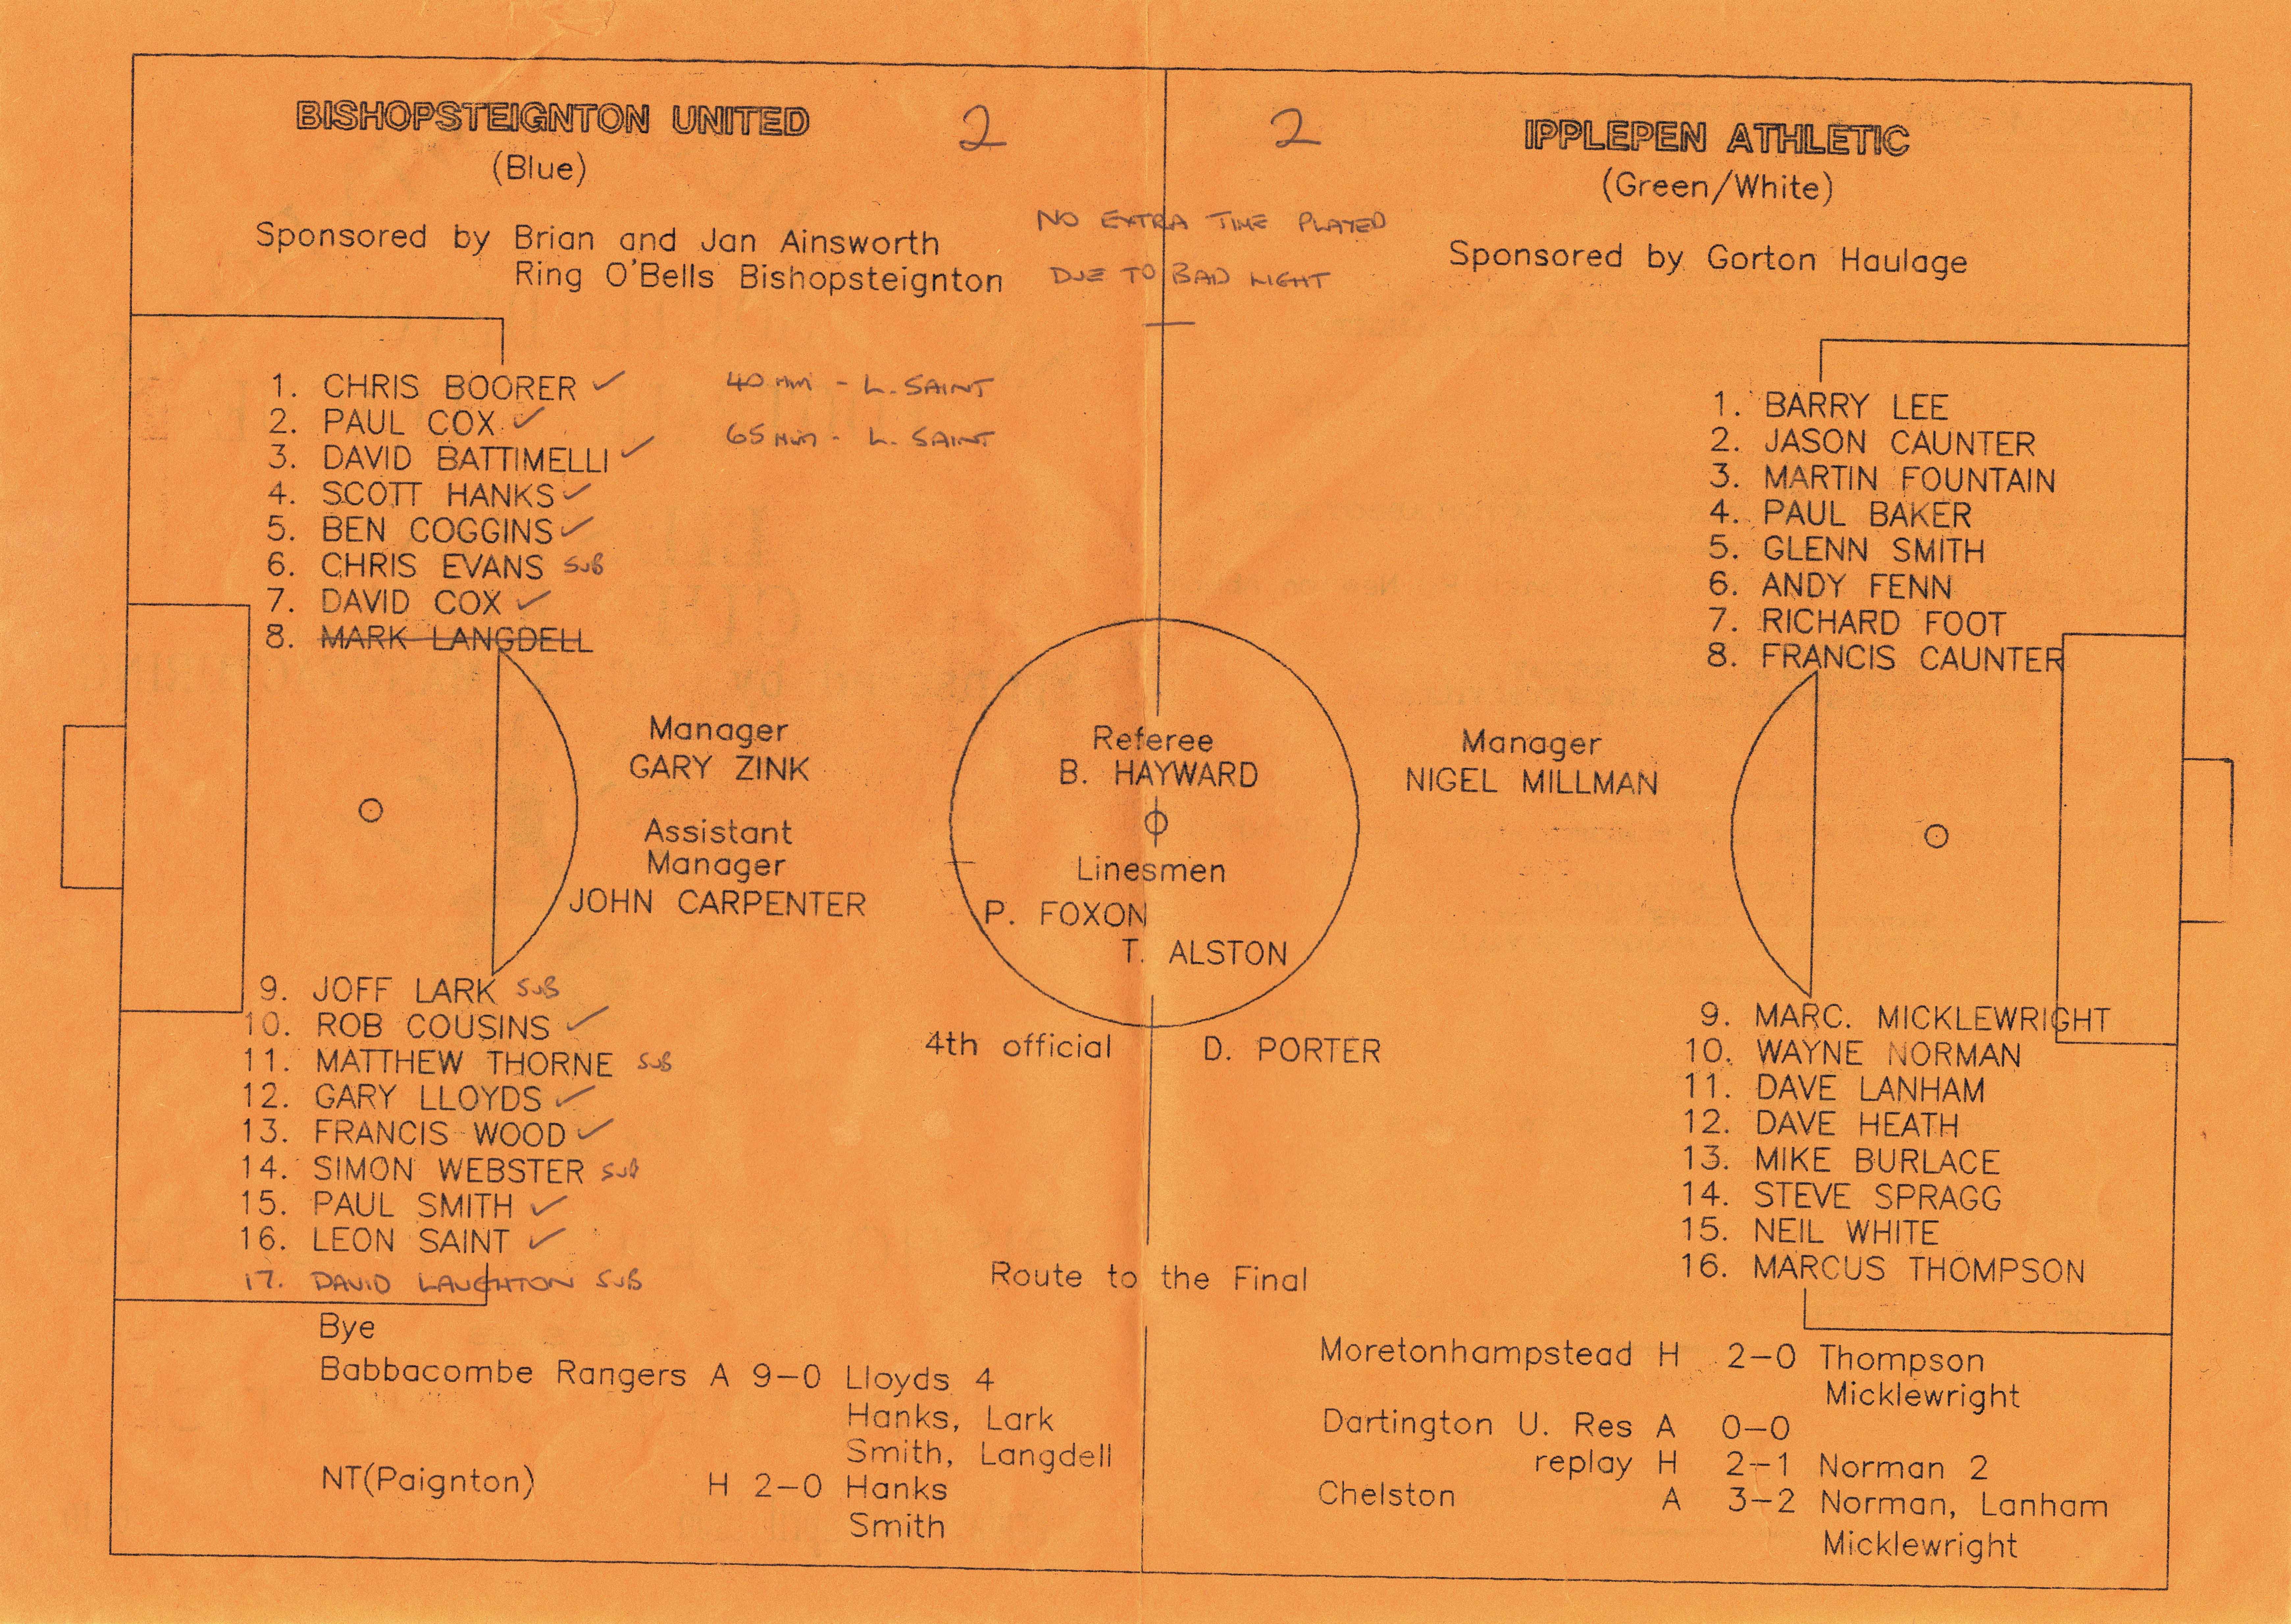 BISHOPSTEIGNTON UNITED 2
(Blue)
Sponsored by Brian and Jan Ainsworth
Ring O'Bells Bishopsteignton
2 IPPLEPEN ATHLETIC
(Green/White)
Sponsored by Gorton Haulage
NO EXTRA TIME PLAYED
DUE TO BAD LIGHT
1. CHRIS BOORER ✓
2. PAUL COX ✓
3. DAVID BATTIMELLI ✓
4. SCOTT HANKS ✓
5. BEN COGGINS ✓
6. CHRIS EVANS SUB
7. DAVID COX ✓
8. MARK LANGDELL
40 MIN - L. SAINT
65 MIN - L. SAINT
1. BARRY LEE
2. JASON CAUNTER
3. MARTIN FOUNTAIN
4. PAUL BAKER
5. GLENN SMITH
6. ANDY FENN
7. RICHARD FOOT
8. FRANCIS CAUNTER
Manager
GARY ZINK
Assistant
Manager
JOHN CARPENTER
Referee
B. HAYWARD
Linesmen
P. FOXON
T. ALSTON
4th official D. PORTER
Manager
NIGEL MILLMAN
9. JOFF LARK SUB
10. ROB COUSINS ✓
11. MATTHEW THORNE SUB
12. GARY LLOYDS ✓
13. FRANCIS WOOD ✓
14. SIMON WEBSTER SUB
15. PAUL SMITH ✓
16. LEON SAINT ✓
17. DAVID LAUGHTON SUB
9. MARC. MICKLEWRIGHT
10. WAYNE NORMAN
11. DAVE LANHAM
12. DAVE HEATH
13. MIKE BURLACE
14. STEVE SPRAGG
15. NEIL WHITE
16. MARCUS THOMPSON
Route to the Final
Bye
Babbacombe Rangers A 9-0 Lloyds 4
Hanks, Lark
Smith, Langdell
NT(Paignton) H 2-0 Hanks
Smith
Moretonhampstead H 2-0 Thompson
Micklewright
Dartington U. Res A 0-0
replay H 2-1 Norman 2
Chelston A 3-2 Norman, Lanham
Micklewright